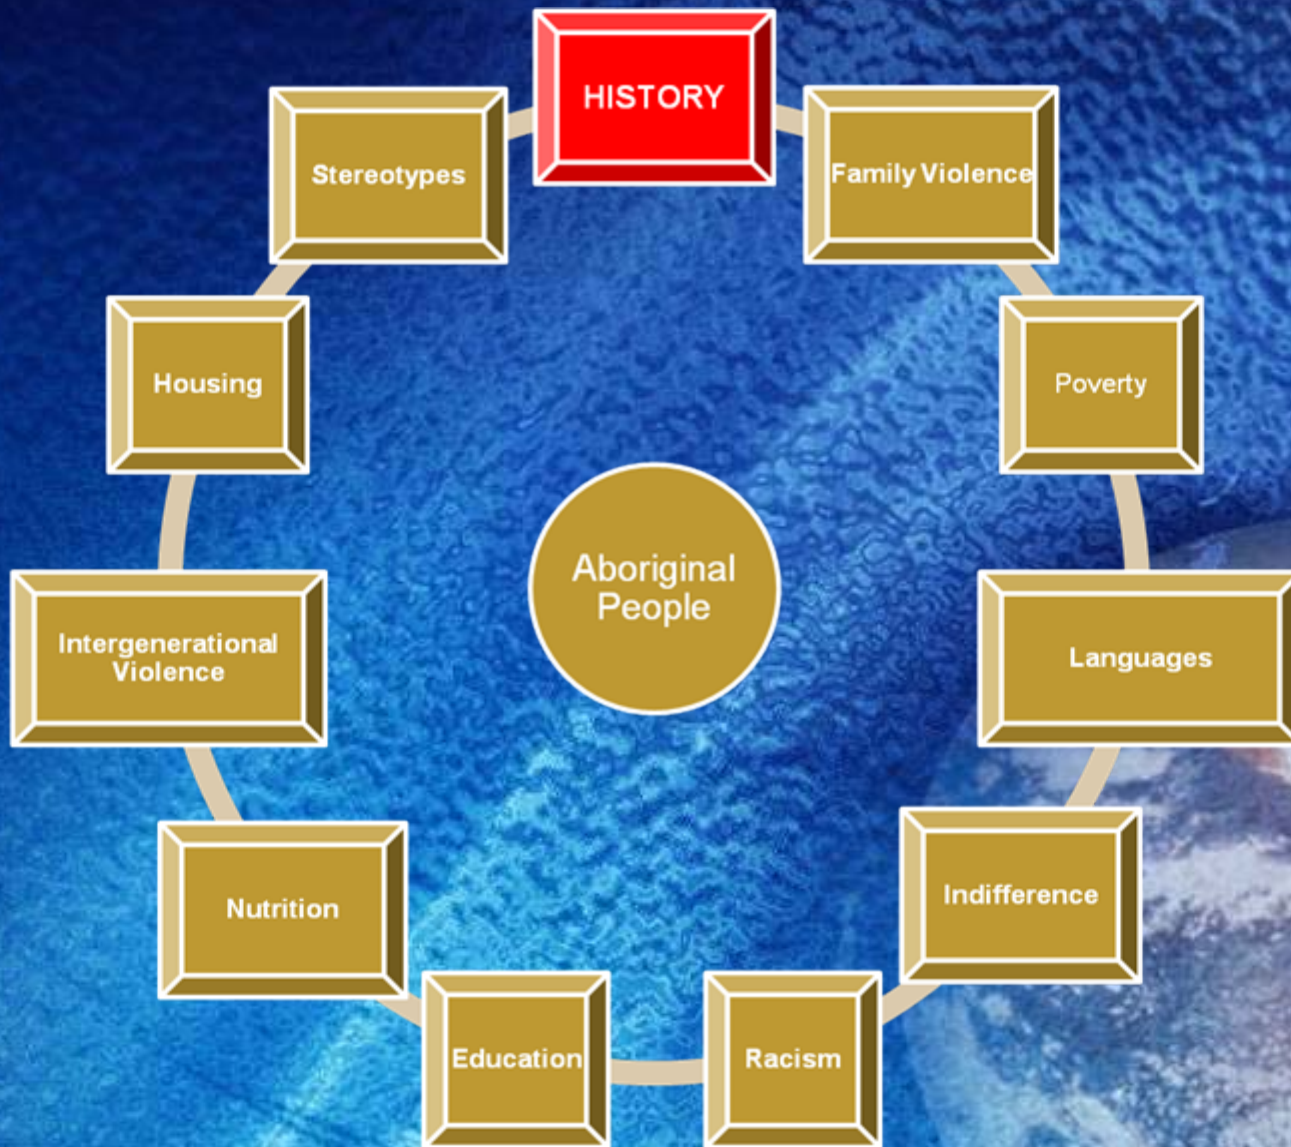 HISTORY
Family Violence
Poverty
Languages
Indifference
Racism
Education
Nutrition
Intergenerational
Violence
Housing
Stereotypes
Aboriginal
People